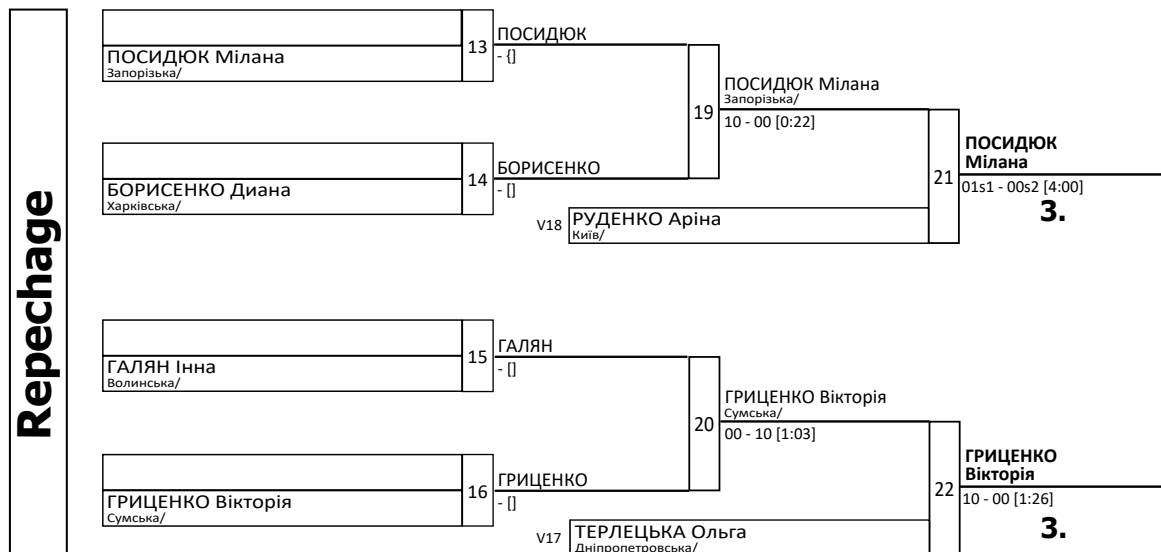 Repechage
ПОСИДЮК Мілана
Запорізька/
13
ПОСИДЮК
- {]
БОРИСЕНКО Диана
Харківська/
14
БОРИСЕНКО
- []
19
ПОСИДЮК Мілана
Запорізька/
10 - 00 [0:22]
V18
РУДЕНКО Аріна
Київ/
21
ПОСИДЮК
Мілана
01s1 - 00s2 [4:00]
3.
ГАЛЯН Інна
Волинська/
15
ГАЛЯН
- []
ГРИЦЕНКО Вікторія
Сумська/
16
ГРИЦЕНКО
- []
20
ГРИЦЕНКО Вікторія
Сумська/
00 - 10 [1:03]
V17
ТЕРЛЕЦЬКА Ольга
Дніпропетровська/
22
ГРИЦЕНКО
Вікторія
10 - 00 [1:26]
3.